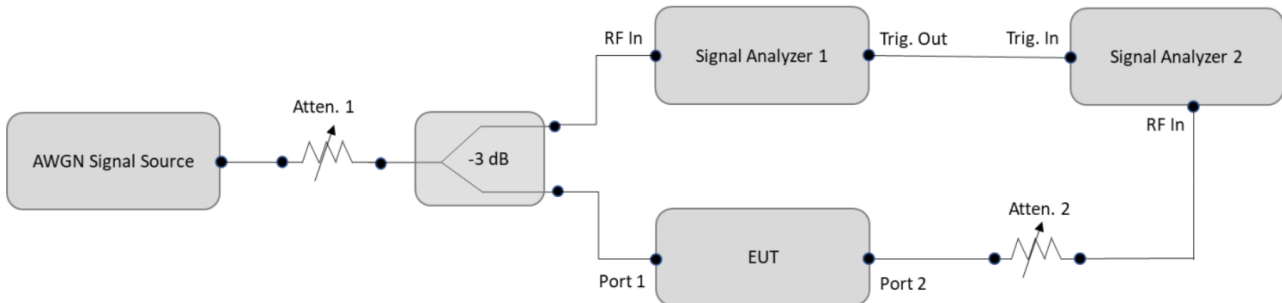 RF In
Signal Analyzer 1
Trig. Out
Trig. In
Signal Analyzer 2
Atten. 1
RF In
AWGN Signal Source
-3 dB
Atten. 2
EUT
Port 1
Port 2